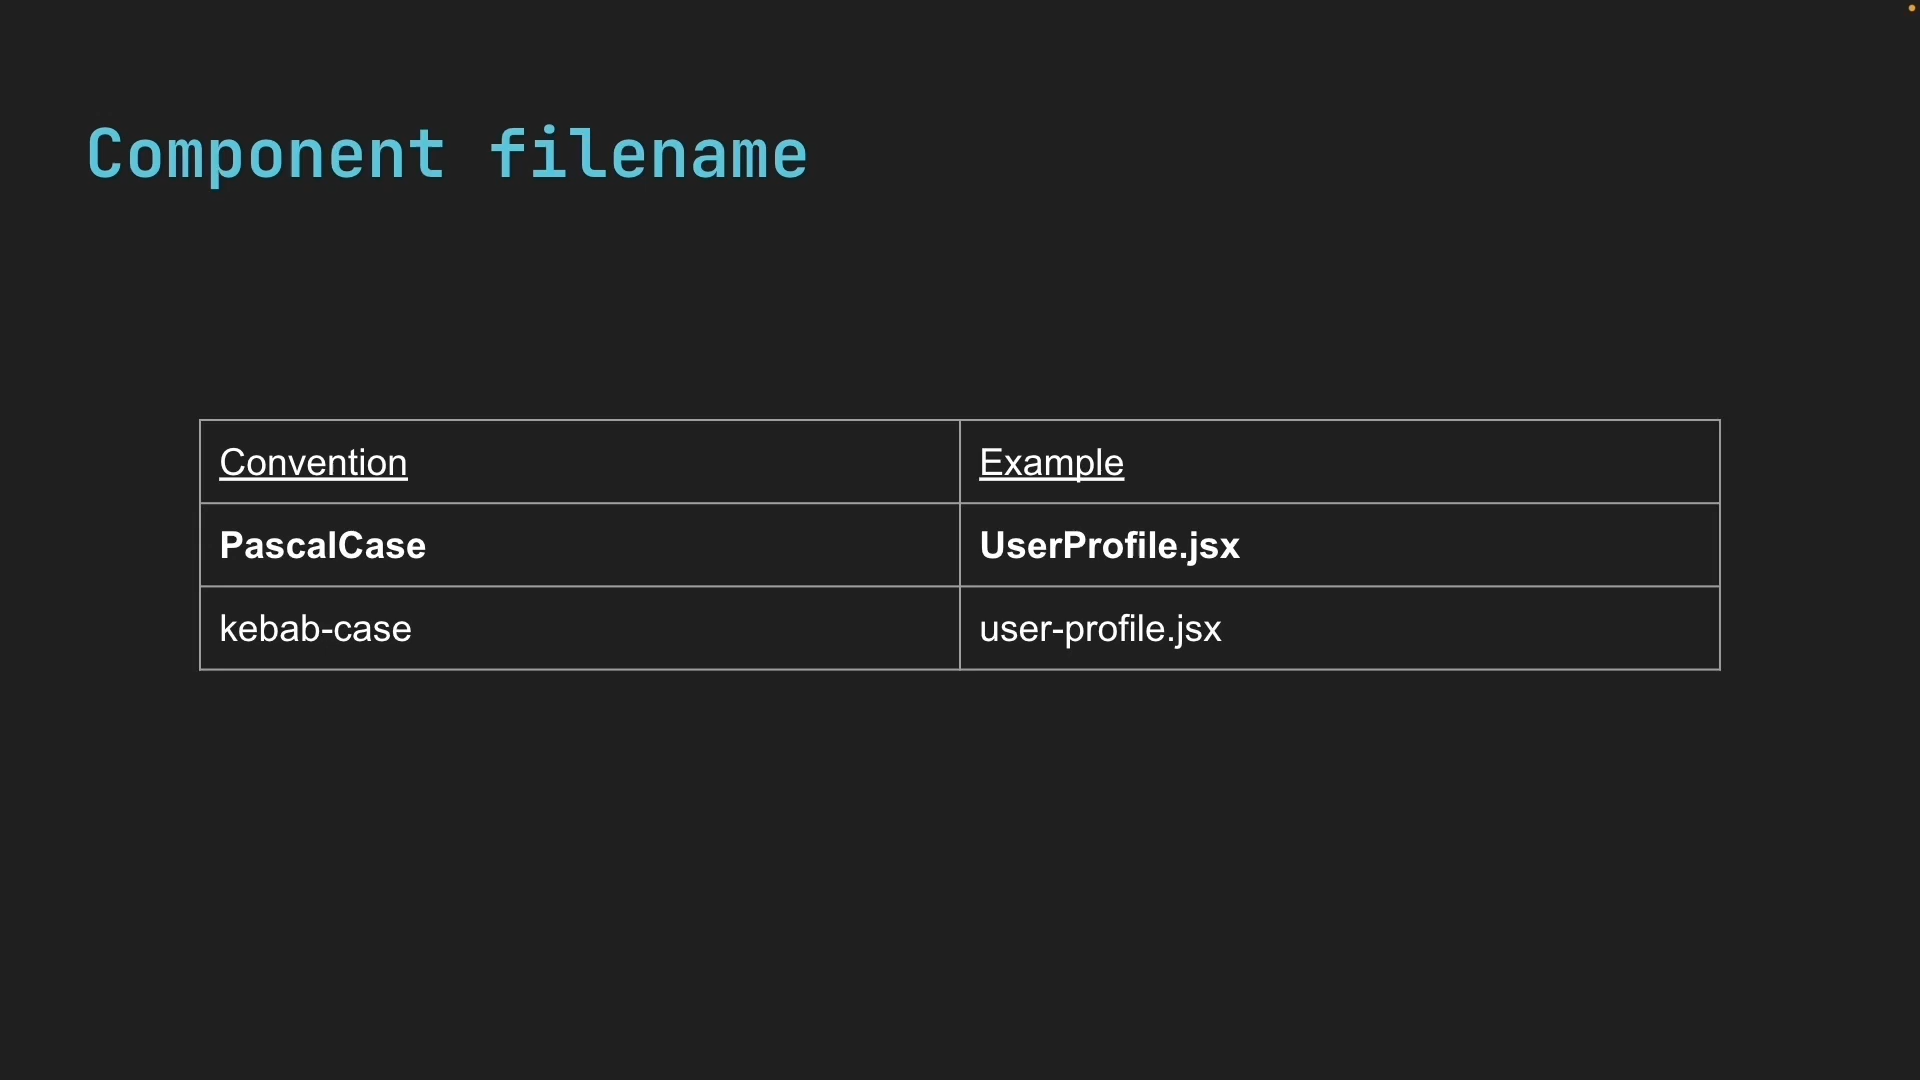 Component filename
Convention Example
PascalCase UserProfile.jsx
kebab-case user-profile.jsx